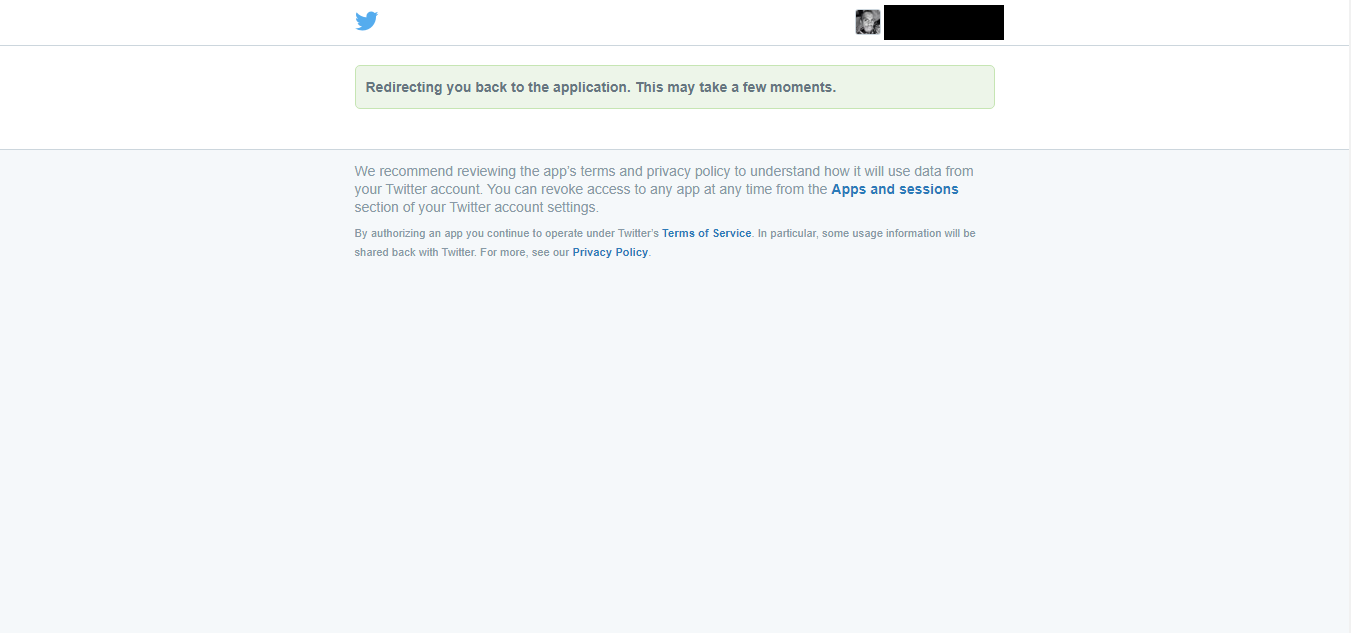 Redirecting you back to the application. This may take a few moments.
We recommend reviewing the app's terms and privacy policy to understand how it will use data from
your Twitter account. You can revoke access to any app at any time from the Apps and sessions
section of your Twitter account settings.
By authorizing an app you continue to operate under Twitter's Terms of Service. In particular, some usage information will be
shared back with Twitter. For more, see our Privacy Policy.